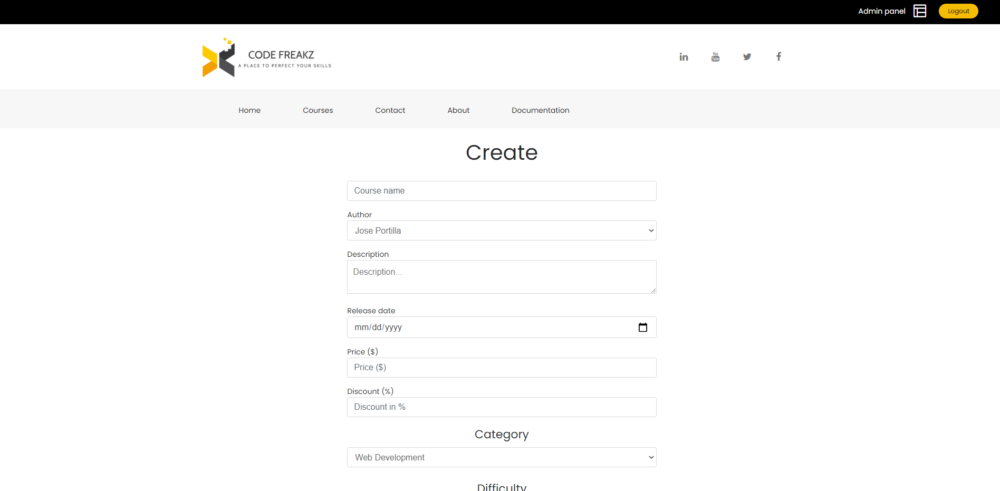 Admin panel Logout
CODE FREAKZ
A PLACE TO PERFECT YOUR SKILLS
Home Courses Contact About Documentation
Create
Course name
Author
Jose Portilla
Description
Description...
Release date
mm/dd/yyyy
Price ($)
Price ($)
Discount (%)
Discount in %
Category
Web Development
Difficulty